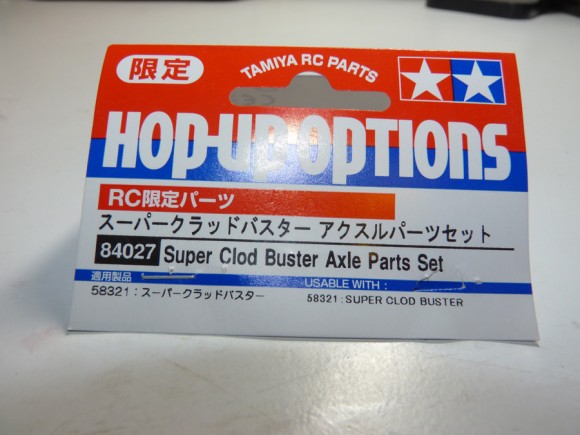 限定
TAMIYA RC PARTS
HOP-UP OPTIONS
RC限定パーツ
スーパークラッドバスター アクスルパーツセット
84027 Super Clod Buster Axle Parts Set
適用製品 USABLE WITH :
58321 : スーパークラッドバスター 58321 : SUPER CLOD BUSTER